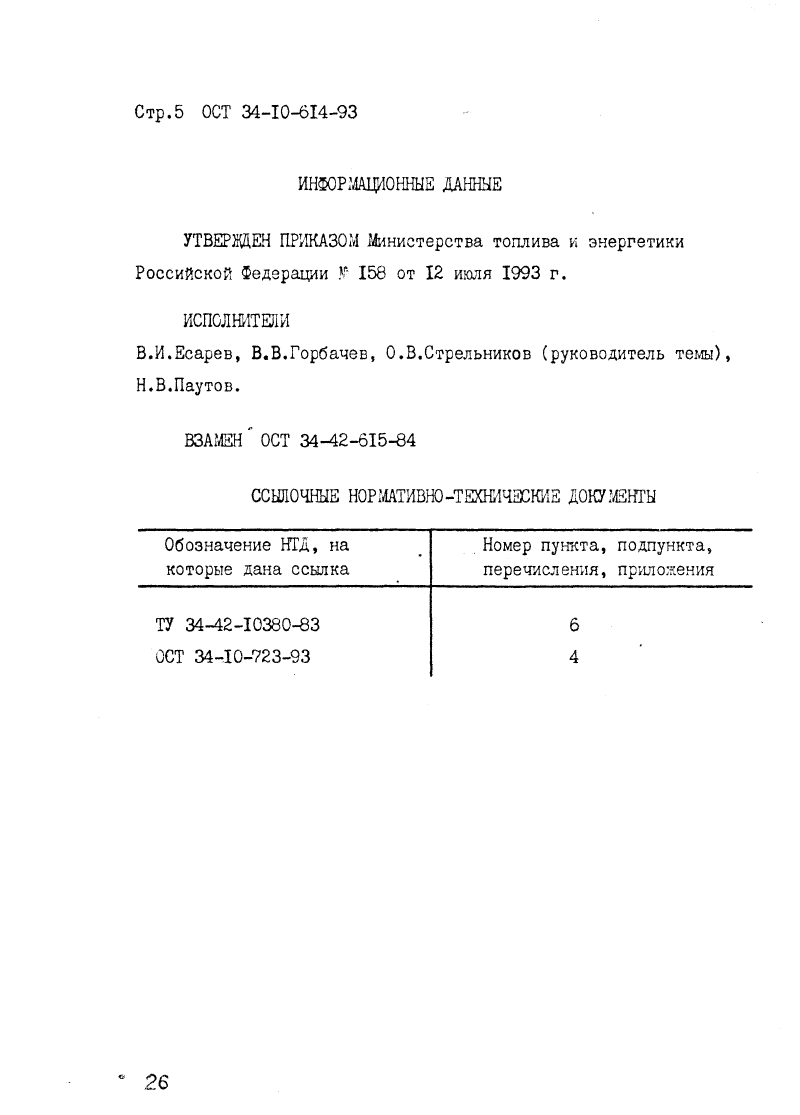 Стр.5 ОСТ 34-10-614-93
ИНФОРМАЦИОННЫЕ ДАННЫЕ
УТВЕРЖДЕН ПРИКАЗОМ Министерства топлива и энергетики
Российской Федерации № 158 от 12 июля 1993 г.
ИСПОЛНИТЕЛИ
В.И.Есарев, В.В.Горбачев, О.В.Стрельников (руководитель темы),
Н.В.Паутов.
ВЗАМЕН ОСТ 34-42-615-84
ССЫЛОЧНЫЕ НОРМАТИВНО-ТЕХНИЧЕСКИЕ ДОКУМЕНТЫ
Обозначение НТД, на
которые дана ссылка
Номер пункта, подпункта,
перечисления, приложения
ТУ 34-42-10380-83 6
ОСТ 34-10-723-93 4
26